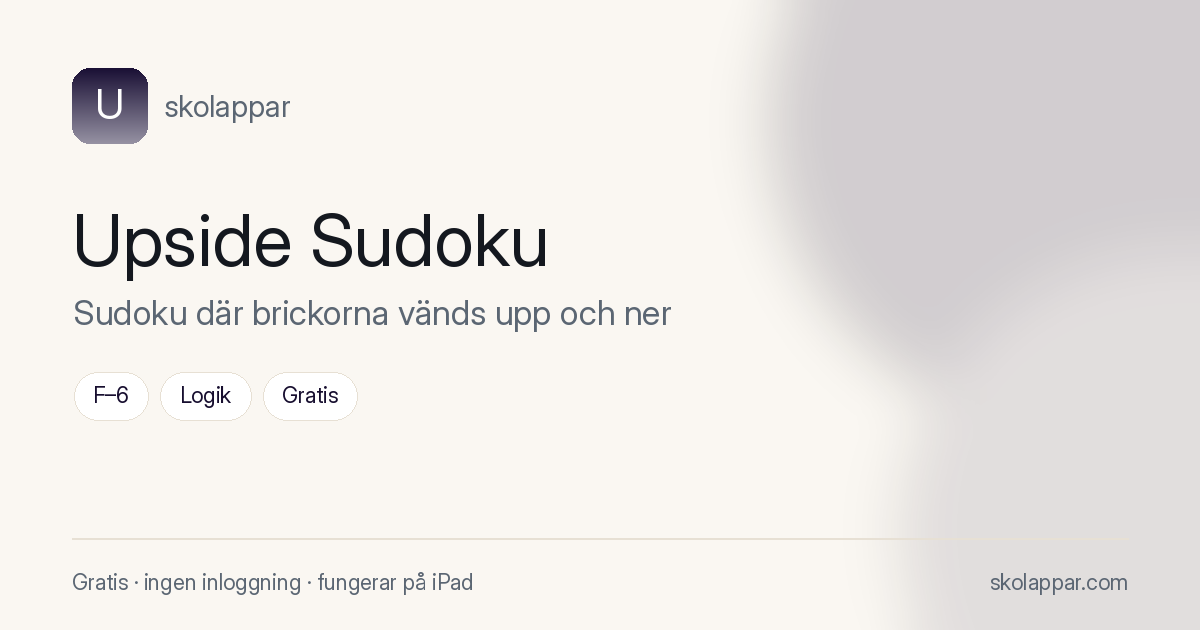 U
skolappar
Upside Sudoku
Sudoku där brickorna vänds upp och ner
F–6 Logik Gratis
Gratis · ingen inloggning · fungerar på iPad
skolappar.com